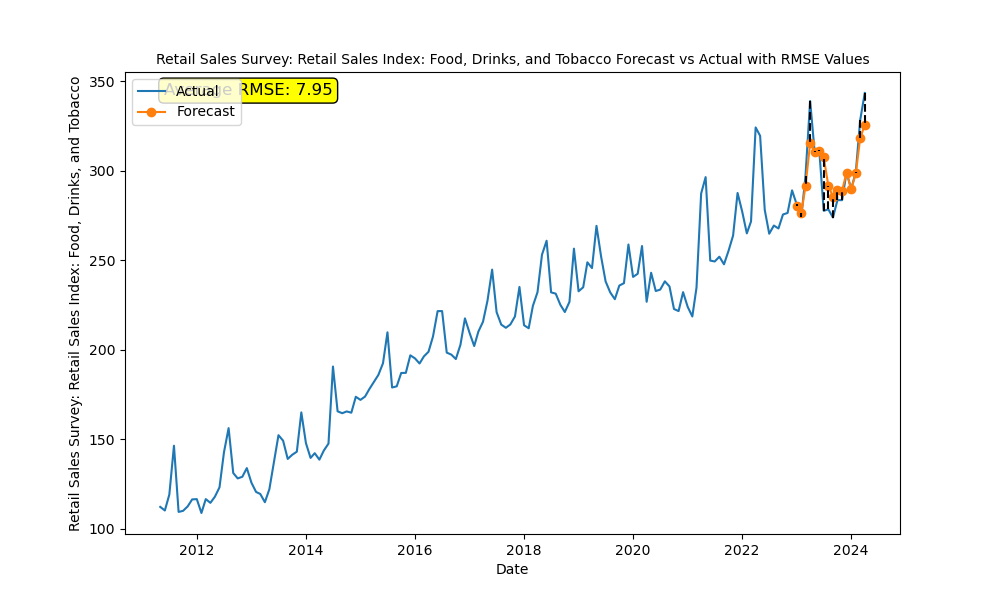 Retail Sales Survey: Retail Sales Index: Food, Drinks, and Tobacco Forecast vs Actual with RMSE Values
Average RMSE: 7.95
Actual
Forecast
Retail Sales Survey: Retail Sales Index: Food, Drinks, and Tobacco
350
300
250
200
150
100
2012
2014
2016
2018
2020
2022
2024
Date